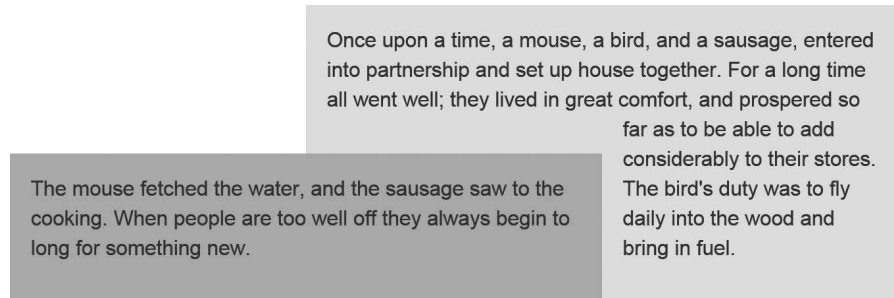 Once upon a time, a mouse, a bird, and a sausage, entered
into partnership and set up house together. For a long time
all went well; they lived in great comfort, and prospered so
far as to be able to add
considerably to their stores.
The bird's duty was to fly
daily into the wood and
bring in fuel.
The mouse fetched the water, and the sausage saw to the
cooking. When people are too well off they always begin to
long for something new.